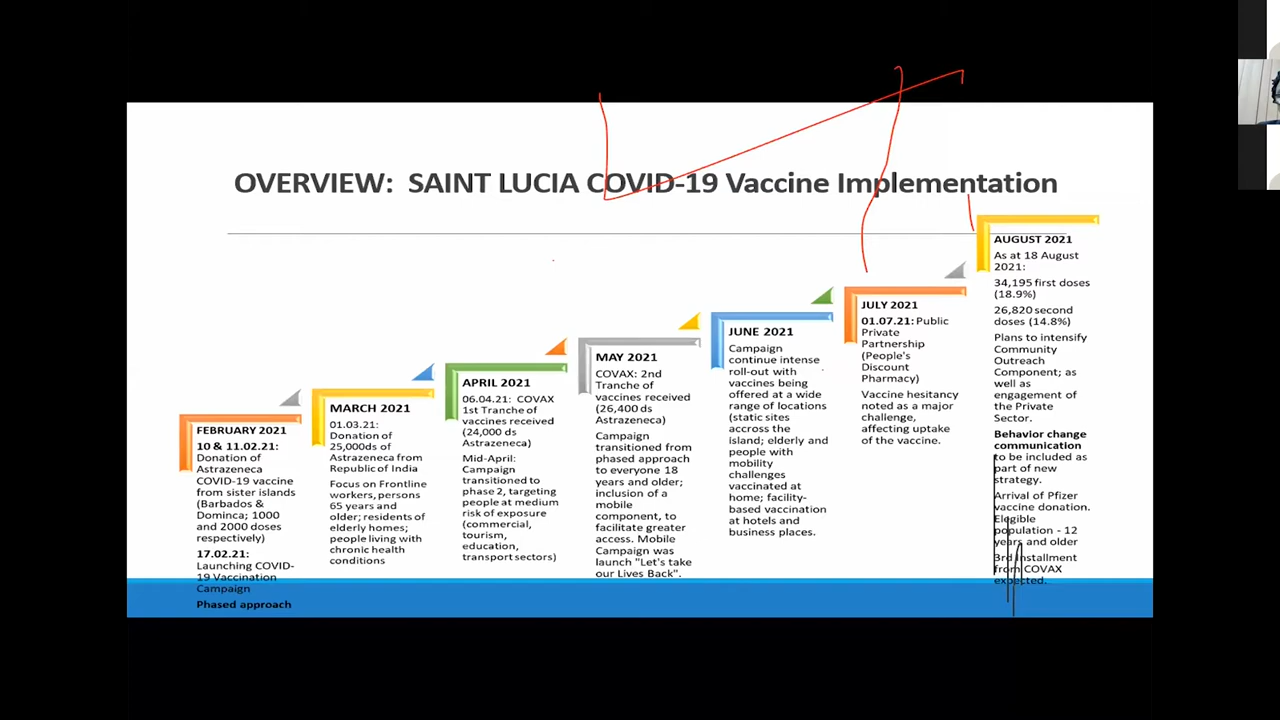 OVERVIEW: SAINT LUCIA COVID-19 Vaccine Implementation
FEBRUARY 2021
10 & 11.02.21:
Donation of
Astrazeneca
COVID-19 vaccine
from sister islands
(Barbados &
Dominca; 1000
and 2000 doses
respectively)
17.02.21:
Launching COVID-
19 Vaccination
Campaign
Phased approach
MARCH 2021
01.03.21:
Donation of
25,000ds of
Astrazeneca from
Republic of India
Focus on Frontline
workers, persons
65 years and
older; residents of
elderly homes;
people living with
chronic health
conditions
APRIL 2021
06.04.21: COVAX
1st Tranche of
vaccines received
(24,000 ds
Astrazeneca)
Mid-April:
Campaign
transitioned to
phase 2, targeting
people at medium
risk of exposure
(commercial,
tourism,
education,
transport sectors)
MAY 2021
COVAX: 2nd
Tranche of
vaccines received
(26,400 ds
Astrazeneca)
Campaign
transitioned from
phased approach
to everyone 18
years and older;
inclusion of a
mobile
component, to
facilitate greater
access. Mobile
Campaign was
launch "Let's take
our Lives Back".
JUNE 2021
Campaign
continue intense
roll-out with
vaccines being
offered at a wide
range of locations
(static sites
accross the
island; elderly and
people with
mobility
challenges
vaccinated at
home; facility-
based vaccination
at hotels and
business places.
JULY 2021
01.07.21: Public
Private
Partnership
(People's
Discount
Pharmacy)
Vaccine hesitancy
noted as a major
challenge,
affecting uptake
of the vaccine.
AUGUST 2021
As at 18 August
2021:
34,195 first doses
(18.9%)
26,820 second
doses (14.8%)
Plans to intensify
Community
Outreach
Component; as
well as
engagement of
the Private
Sector.
Behavior change
communication
to be included as
part of new
strategy.
Arrival of Pfizer
vaccine donation.
Elegible
population - 12
years and older
3rd Installment
from COVAX
expected.